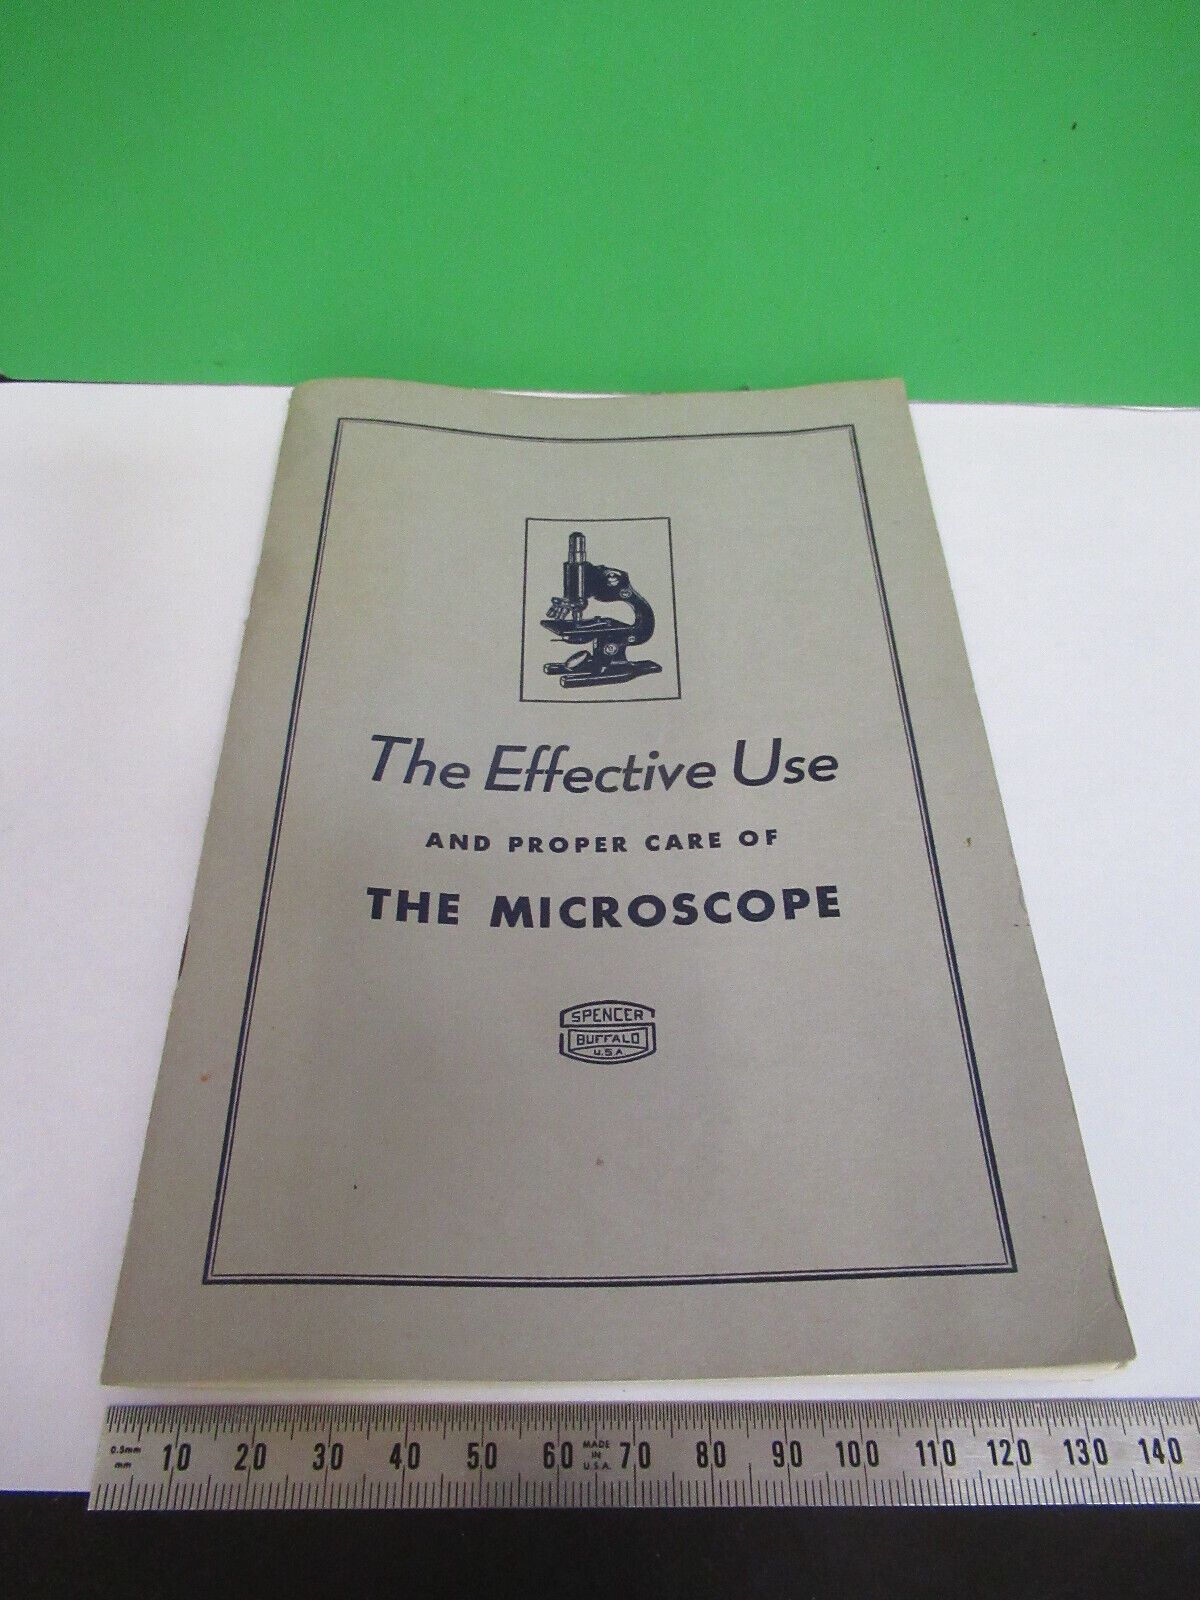 The Effective Use
AND PROPER CARE OF
THE MICROSCOPE
SPENCER
BUFFALO
U.S.A
0.5mm
mm
10 20 30 40 50 60 MADE IN U.S.A. 70 80 90 100 110 120 130 140